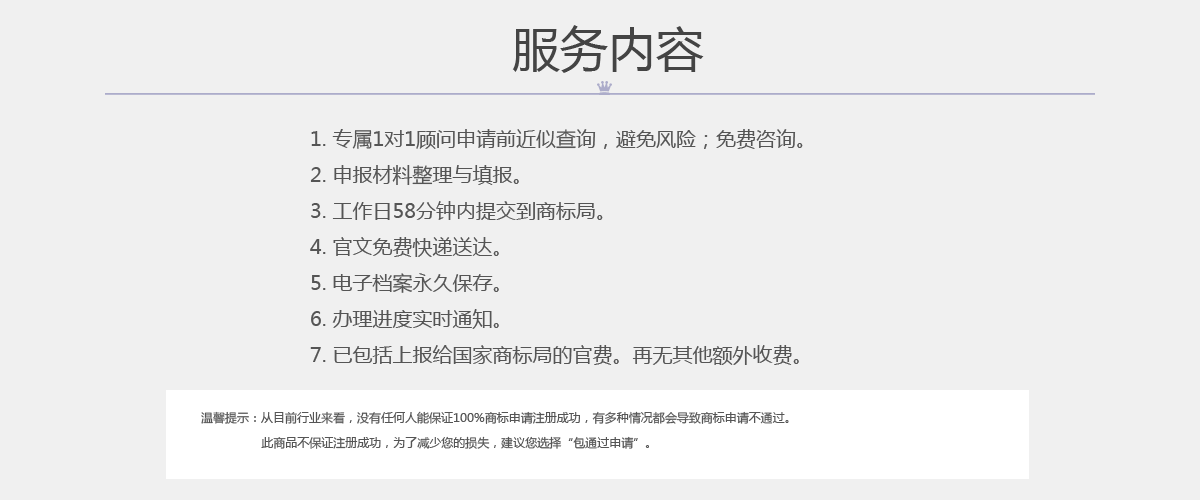 服务内容
1. 专属1对1顾问申请前近似查询，避免风险；免费咨询。
2. 申报材料整理与填报。
3. 工作日58分钟内提交到商标局。
4. 官文免费快递送达。
5. 电子档案永久保存。
6. 办理进度实时通知。
7. 已包括上报给国家商标局的官费。再无其他额外收费。
温馨提示：从目前行业来看，没有任何人能保证100%商标申请注册成功，有多种情况都会导致商标申请不通过。
此商品不保证注册成功，为了减少您的损失，建议您选择“包通过申请”。